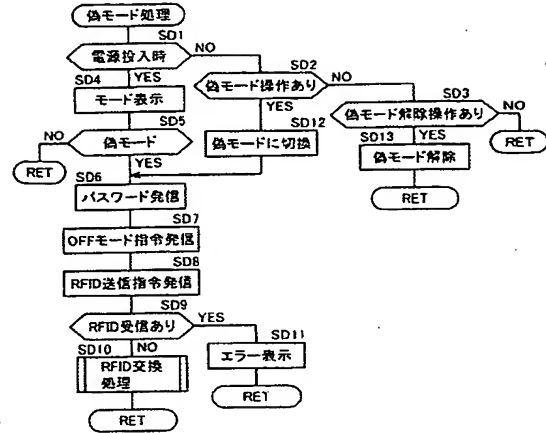 偽モード処理
SD1
電源投入時
NO
SD2
YES
SD4
偽モード操作あり
NO
SD3
モード表示
YES
偽モード解除操作あり
NO
SD5
SD12
SD13
YES
RET
NO
偽モード
偽モードに切換
偽モード解除
RET
YES
RET
SD6
パスワード発信
SD7
OFFモード指令発信
SD8
RFID送信指令発信
SD9
RFID受信あり
YES
SD10
NO
SD11
RFID交換
処理
エラー表示
RET
RET